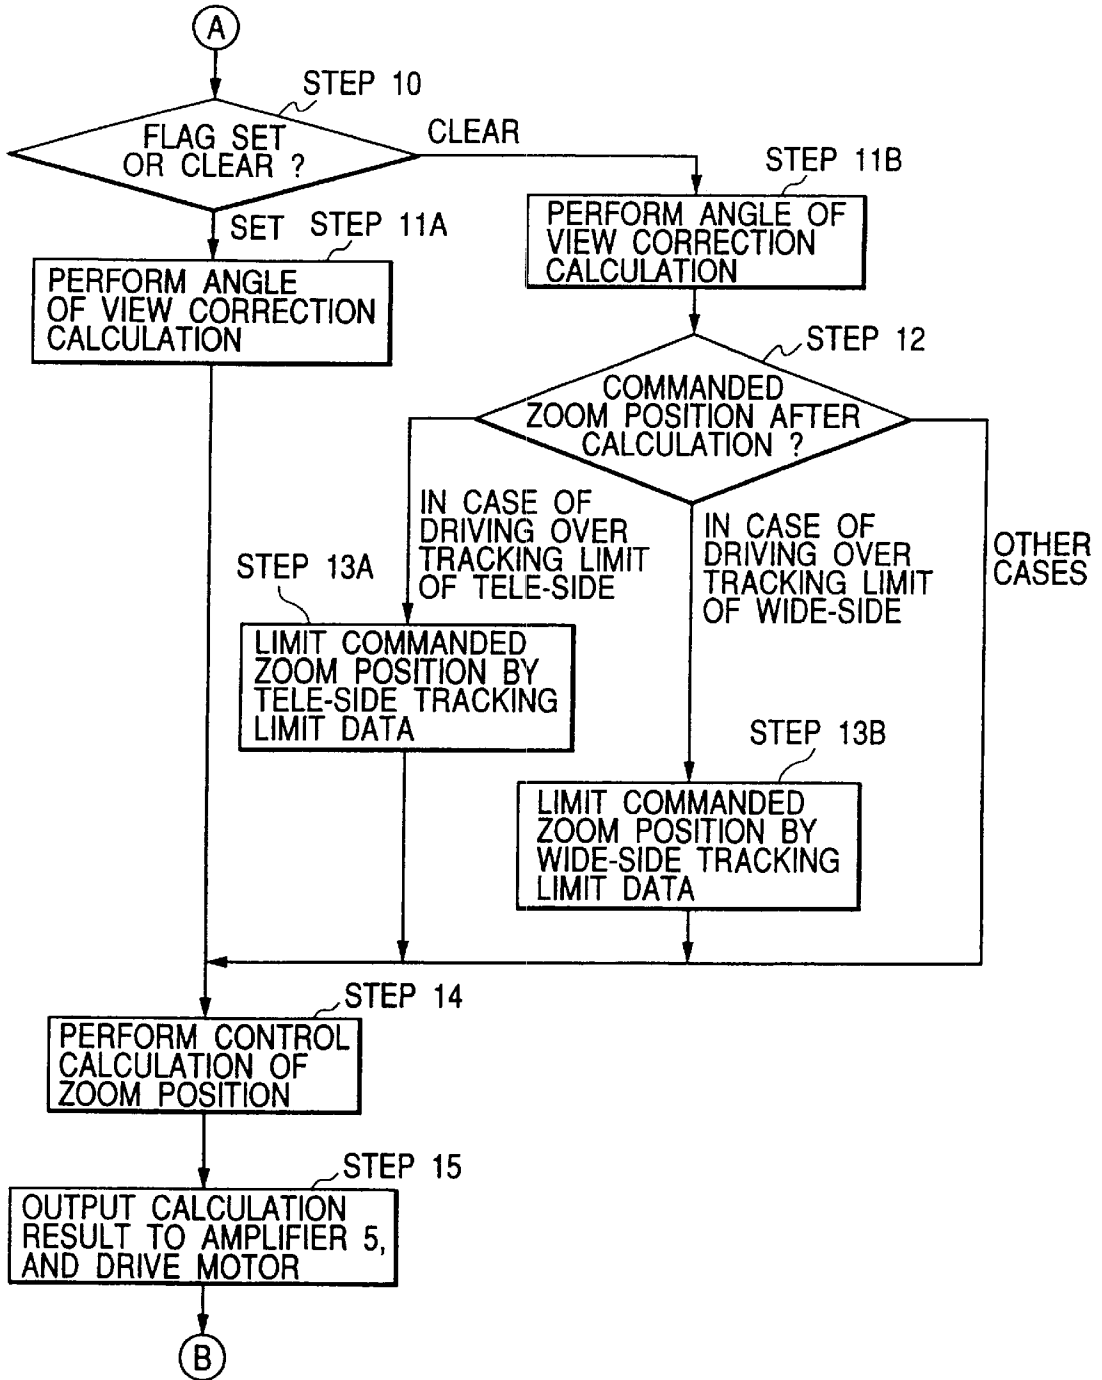 A
STEP 10
FLAG SET
OR CLEAR ?
CLEAR
SET
STEP 11A
PERFORM ANGLE
OF VIEW CORRECTION
CALCULATION
STEP 11B
PERFORM ANGLE OF
VIEW CORRECTION
CALCULATION
STEP 12
COMMANDED
ZOOM POSITION AFTER
CALCULATION ?
IN CASE OF
DRIVING OVER
TRACKING LIMIT
OF TELE-SIDE
IN CASE OF
DRIVING OVER
TRACKING LIMIT
OF WIDE-SIDE
OTHER
CASES
STEP 13A
LIMIT COMMANDED
ZOOM POSITION BY
TELE-SIDE TRACKING
LIMIT DATA
STEP 13B
LIMIT COMMANDED
ZOOM POSITION BY
WIDE-SIDE TRACKING
LIMIT DATA
STEP 14
PERFORM CONTROL
CALCULATION OF
ZOOM POSITION
STEP 15
OUTPUT CALCULATION
RESULT TO AMPLIFIER 5,
AND DRIVE MOTOR
B